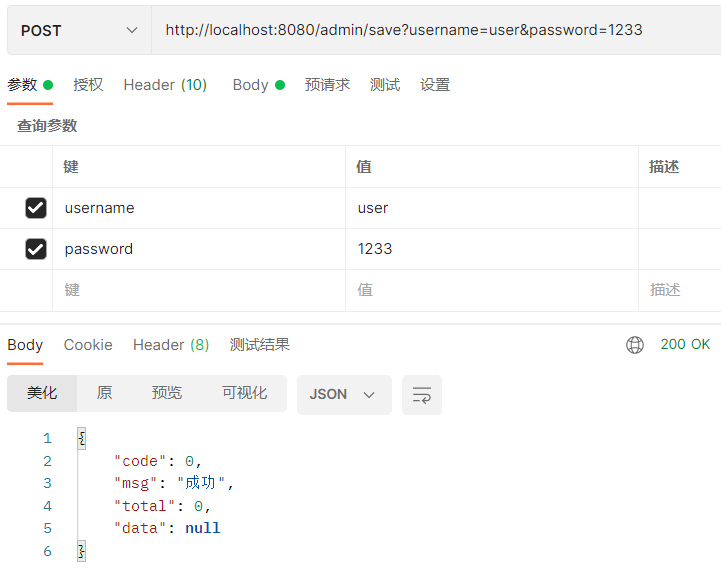 POST http://localhost:8080/admin/save?username=user&password=1233
参数 授权 Header (10) Body 预请求 测试 设置
查询参数
键 值 描述
username user
password 1233
键 值 描述
Body Cookie Header (8) 测试结果 200 OK
美化 原 预览 可视化 JSON
1 {
2 "code": 0,
3 "msg": "成功",
4 "total": 0,
5 "data": null
6 }